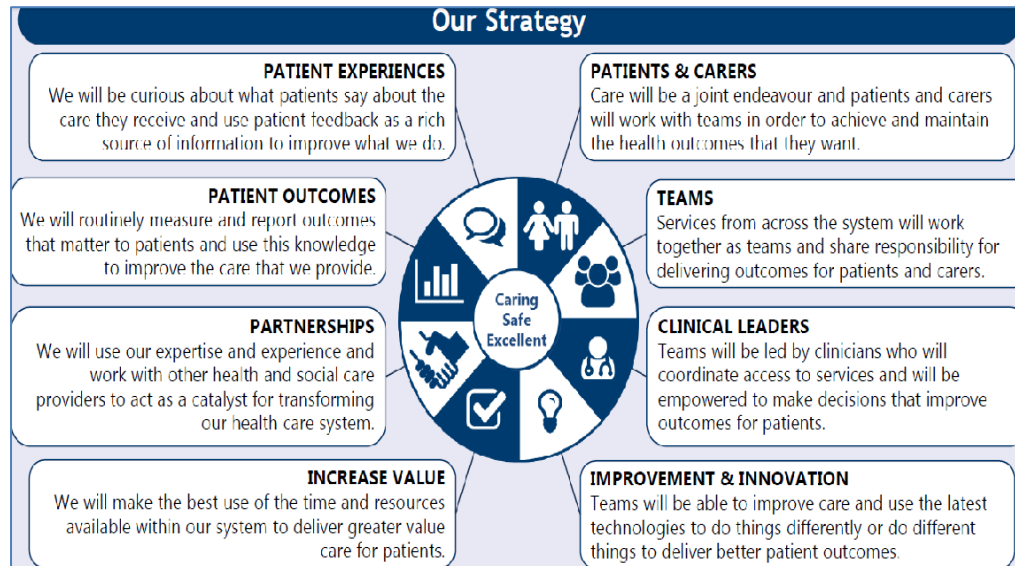 Our Strategy
PATIENT EXPERIENCES
We will be curious about what patients say about the
care they receive and use patient feedback as a rich
source of information to improve what we do.
PATIENTS & CARERS
Care will be a joint endeavour and patients and carers
will work with teams in order to achieve and maintain
the health outcomes that they want.
PATIENT OUTCOMES
We will routinely measure and report outcomes
that matter to patients and use this knowledge
to improve the care that we provide.
TEAMS
Services from across the system will work
together as teams and share responsibility for
delivering outcomes for patients and carers.
Caring
Safe
Excellent
PARTNERSHIPS
We will use our expertise and experience and
work with other health and social care
providers to act as a catalyst for transforming
our health care system.
CLINICAL LEADERS
Teams will be led by clinicians who will
coordinate access to services and will be
empowered to make decisions that improve
outcomes for patients.
INCREASE VALUE
We will make the best use of the time and resources
available within our system to deliver greater value
care for patients.
IMPROVEMENT & INNOVATION
Teams will be able to improve care and use the latest
technologies to do things differently or do different
things to deliver better patient outcomes.